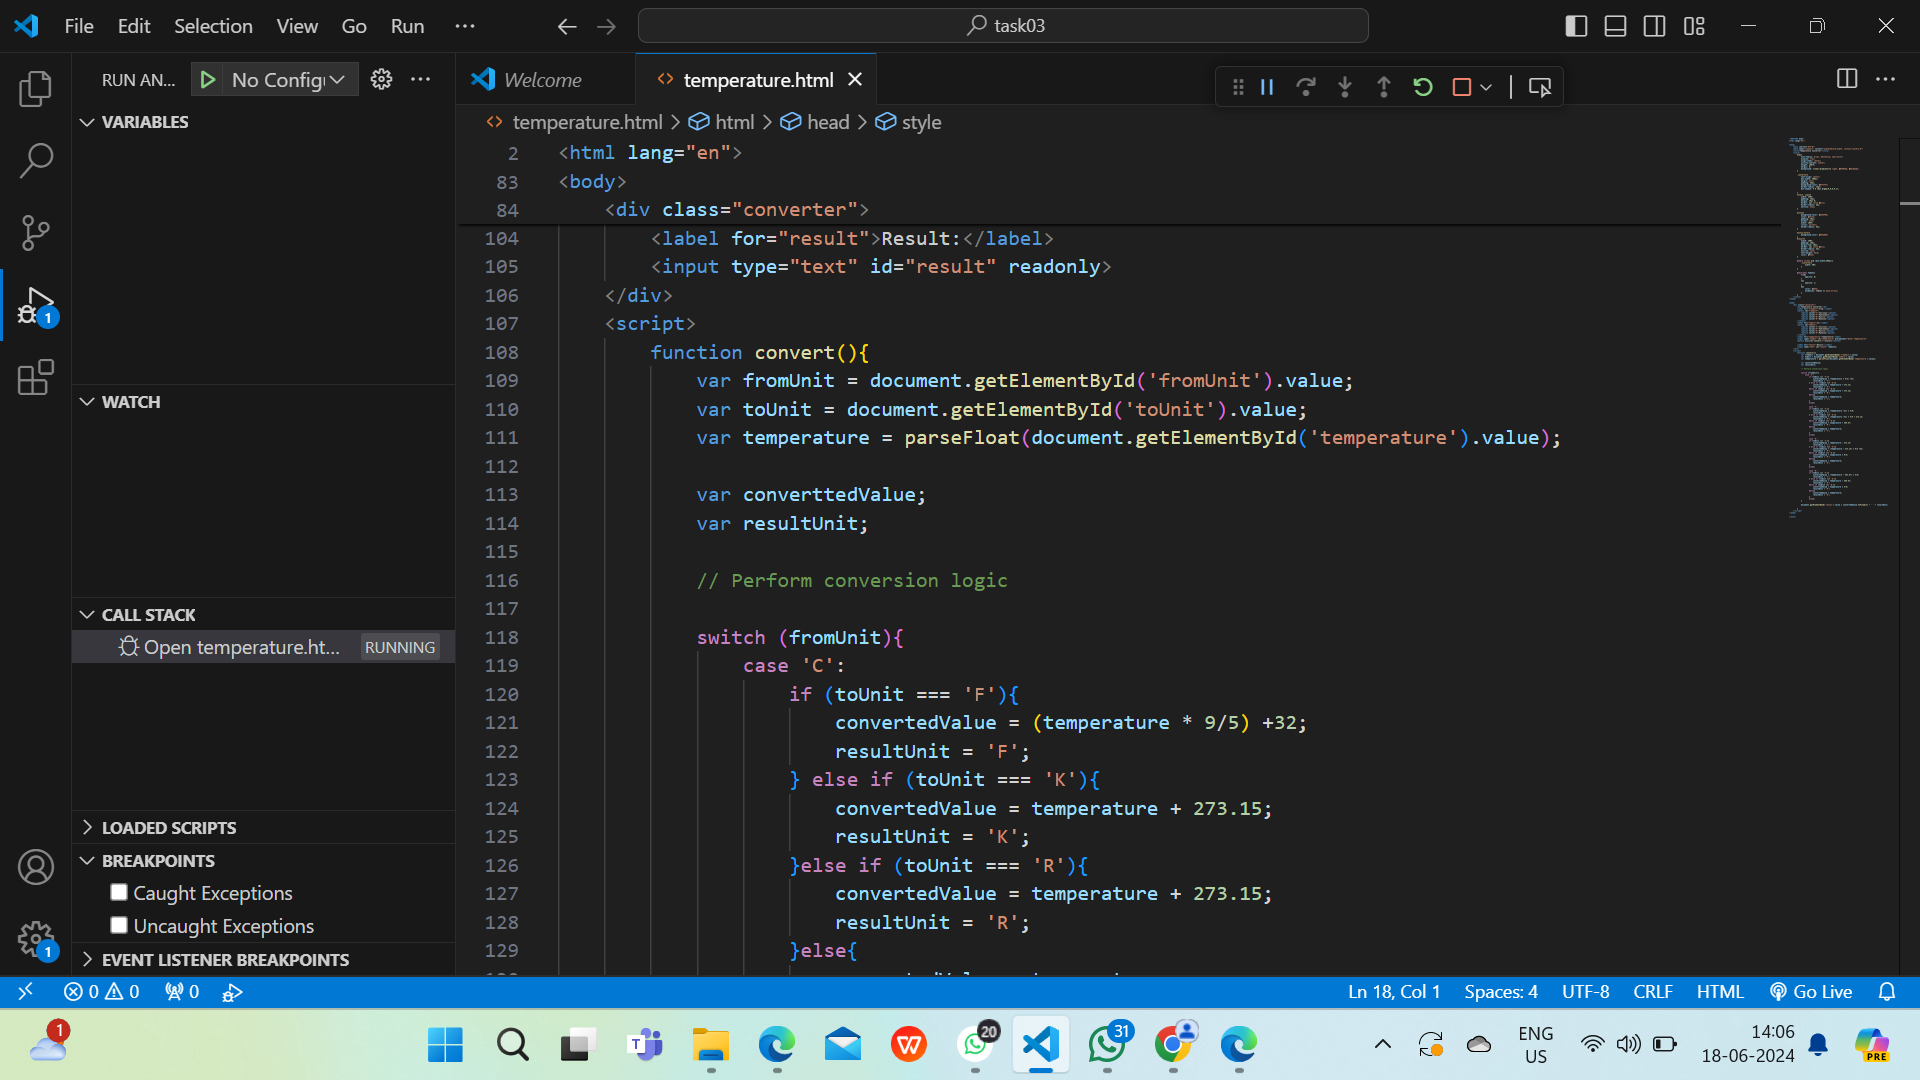 File Edit Selection View Go Run ··· task03
RUN AN... No Config ···
Welcome
temperature.html
VARIABLES
WATCH
CALL STACK
Open temperature.ht... RUNNING
LOADED SCRIPTS
BREAKPOINTS
Caught Exceptions
Uncaught Exceptions
EVENT LISTENER BREAKPOINTS
1
1
temperature.html > html > head > style
2 <html lang="en">
83 <body>
84 <div class="converter">
104 <label for="result">Result:</label>
105 <input type="text" id="result" readonly>
106 </div>
107 <script>
108 function convert(){
109 var fromUnit = document.getElementById('fromUnit').value;
110 var toUnit = document.getElementById('toUnit').value;
111 var temperature = parseFloat(document.getElementById('temperature').value);
112
113 var converttedValue;
114 var resultUnit;
115
116 // Perform conversion logic
117
118 switch (fromUnit){
119 case 'C':
120 if (toUnit === 'F'){
121 convertedValue = (temperature * 9/5) +32;
122 resultUnit = 'F';
123 } else if (toUnit === 'K'){
124 convertedValue = temperature + 273.15;
125 resultUnit = 'K';
126 }else if (toUnit === 'R'){
127 convertedValue = temperature + 273.15;
128 resultUnit = 'R';
129 }else{
0 0 0 Ln 18, Col 1 Spaces: 4 UTF-8 CRLF HTML Go Live
1 20 31 ENG US 14:06 18-06-2024 PRE